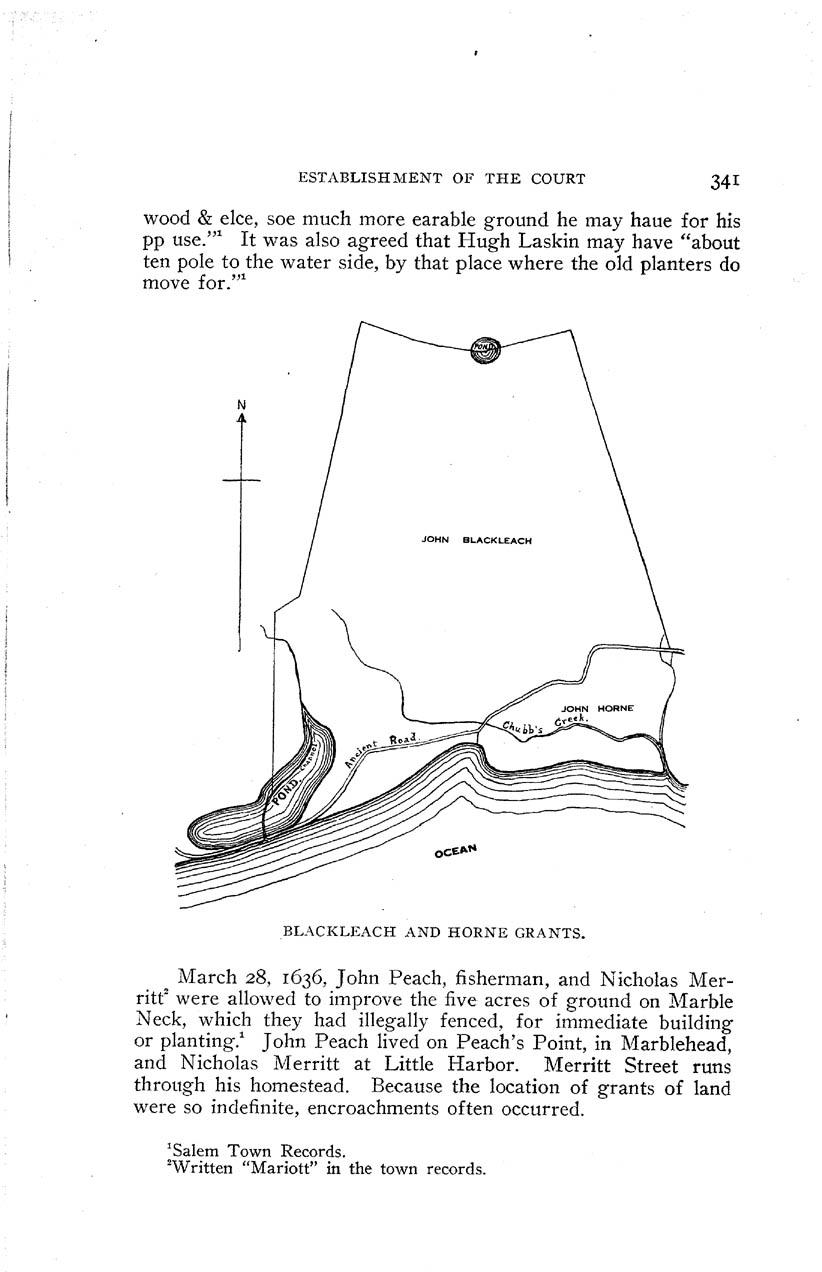 ESTABLISHMENT OF THE COURT 341
wood & elce, soe much more earable ground he may haue for his
pp use."¹ It was also agreed that Hugh Laskin may have "about
ten pole to the water side, by that place where the old planters do
move for."¹
POND
N
JOHN BLACKLEACH
JOHN HORNE
Chubb's Creek.
Ancient Road.
POND
OCEAN
BLACKLEACH AND HORNE GRANTS.
March 28, 1636, John Peach, fisherman, and Nicholas Mer-
ritt² were allowed to improve the five acres of ground on Marble
Neck, which they had illegally fenced, for immediate building
or planting.¹ John Peach lived on Peach's Point, in Marblehead,
and Nicholas Merritt at Little Harbor. Merritt Street runs
through his homestead. Because the location of grants of land
were so indefinite, encroachments often occurred.
¹Salem Town Records.
²Written "Mariott" in the town records.